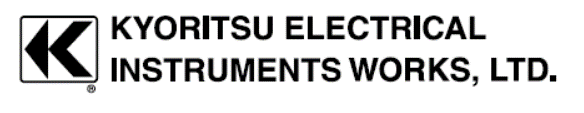 KYORITSU ELECTRICAL
INSTRUMENTS WORKS, LTD.
®